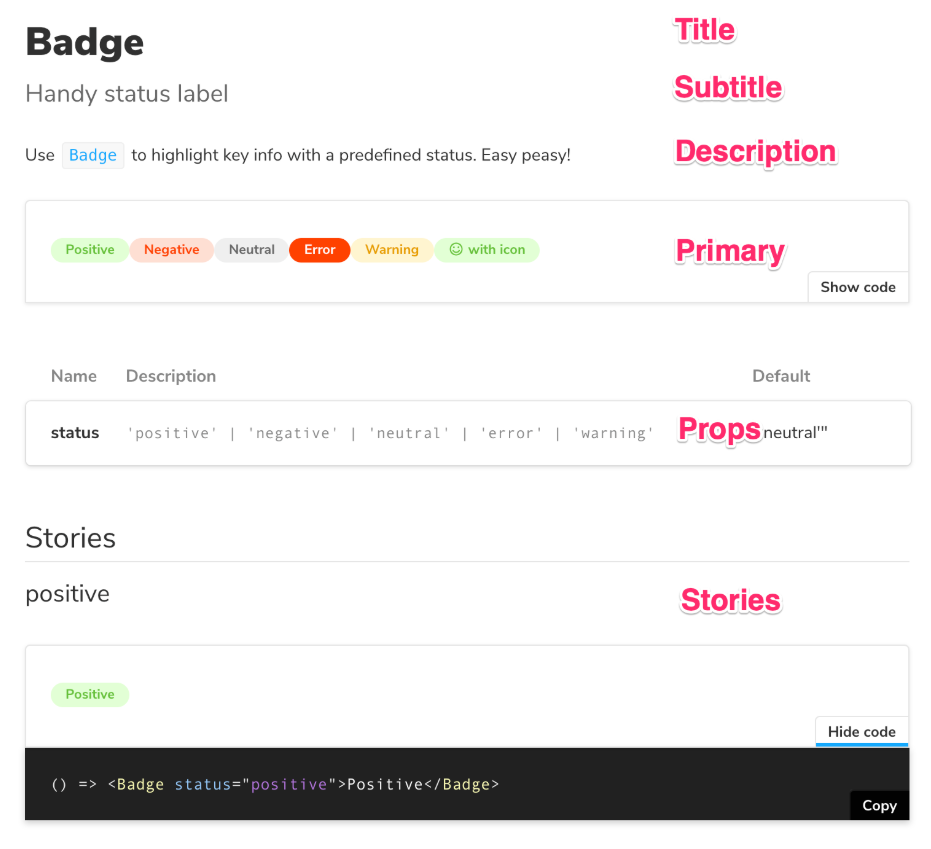 Badge Title
Handy status label Subtitle
Use Badge to highlight key info with a predefined status. Easy peasy! Description
Positive Negative Neutral Error Warning with icon Primary
Show code
Name Description Default
status 'positive' | 'negative' | 'neutral' | 'error' | 'warning' Props neutral'"
Stories
positive
Stories
Positive
Hide code
() => <Badge status="positive">Positive</Badge>
Copy